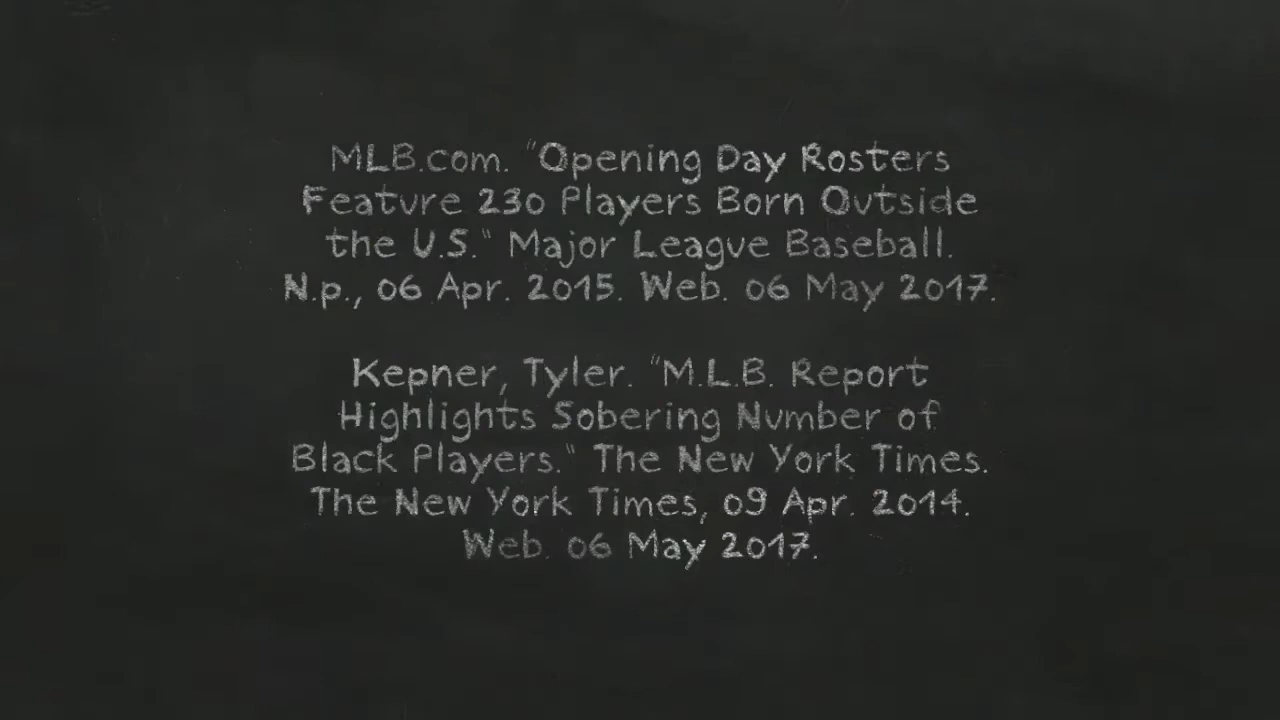 MLB.com. "Opening Day Rosters
Feature 230 Players Born Outside
the U.S." Major League Baseball.
N.p., 06 Apr. 2015. Web. 06 May 2017.
Kepner, Tyler. "M.L.B. Report
Highlights Sobering Number of
Black Players." The New York Times.
The New York Times, 09 Apr. 2014.
Web. 06 May 2017.